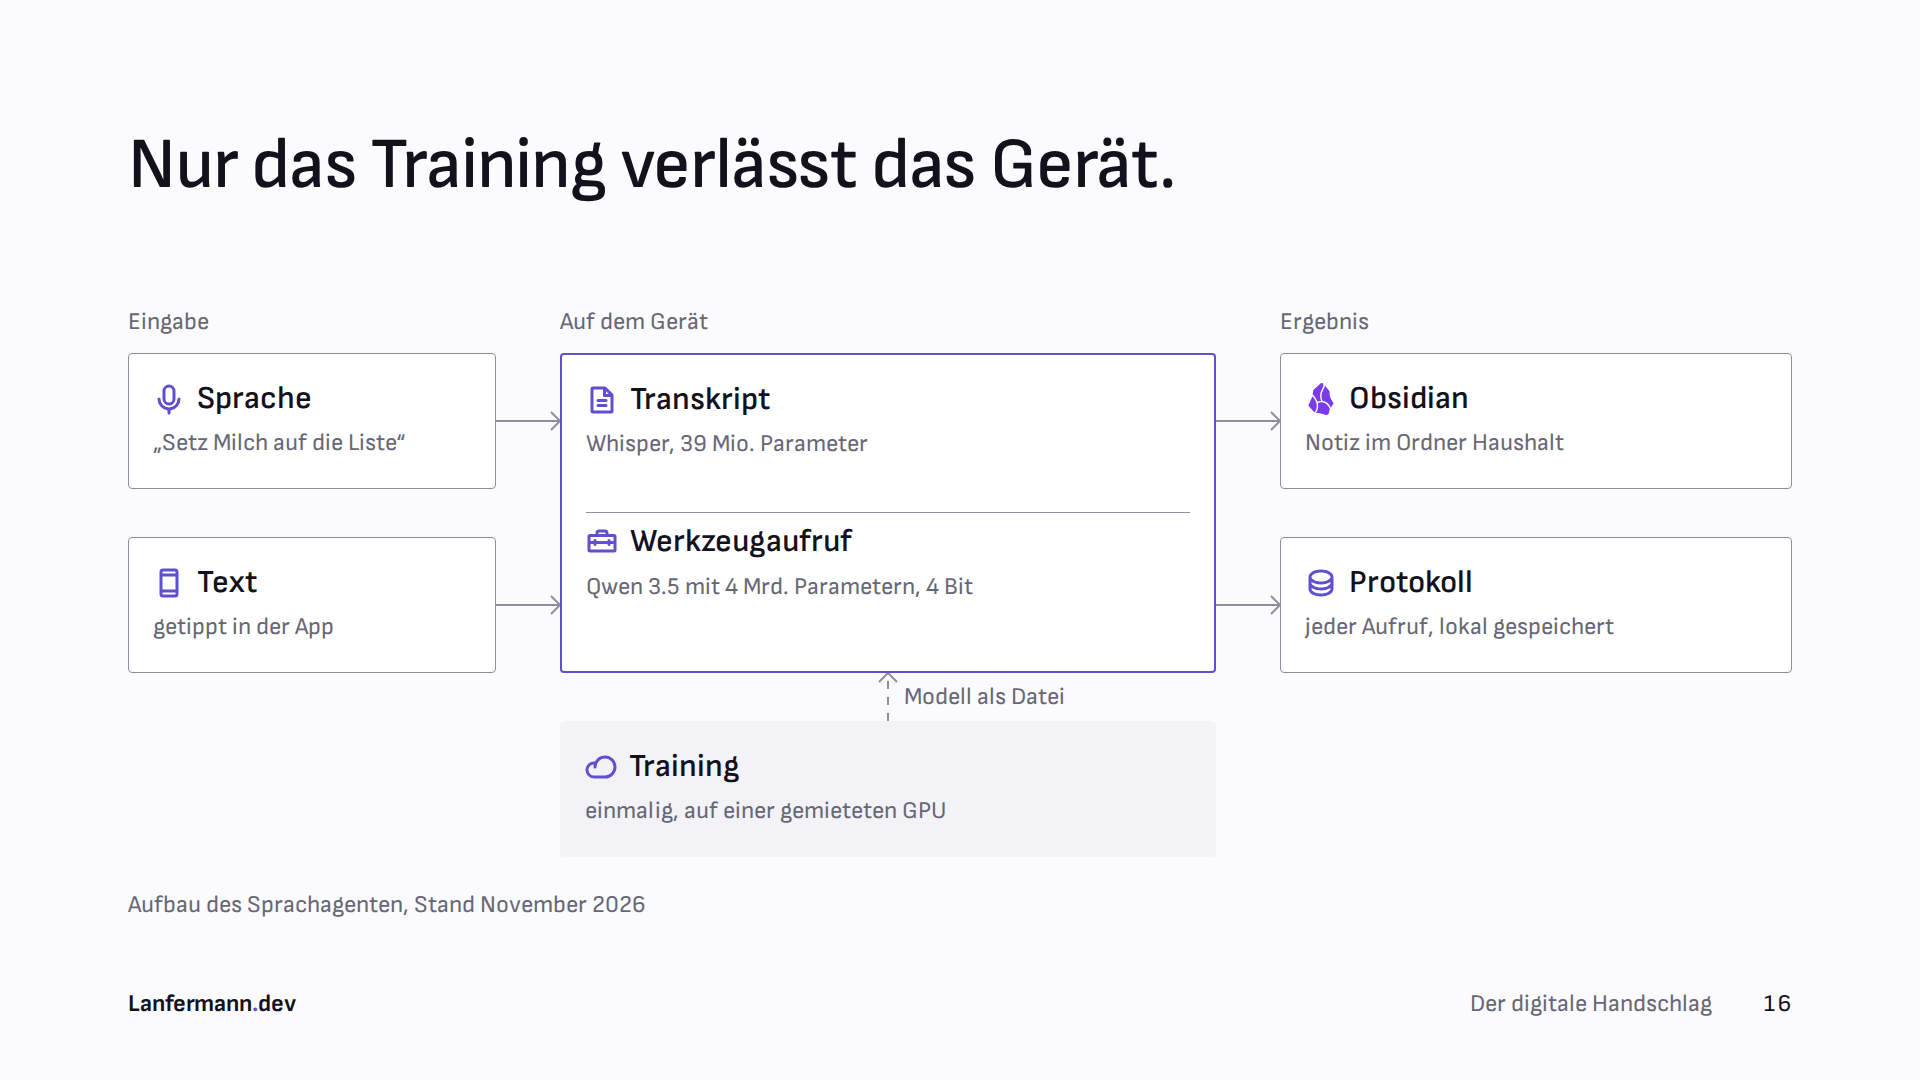 Nur das Training verlässt das Gerät.
Eingabe
Sprache
„Setz Milch auf die Liste“
Text
getippt in der App
Auf dem Gerät
Transkript
Whisper, 39 Mio. Parameter
Werkzeugaufruf
Qwen 3.5 mit 4 Mrd. Parametern, 4 Bit
Modell als Datei
Training
einmalig, auf einer gemieteten GPU
Ergebnis
Obsidian
Notiz im Ordner Haushalt
Protokoll
jeder Aufruf, lokal gespeichert
Aufbau des Sprachagenten, Stand November 2026
Lanfermann.dev
Der digitale Handschlag 16